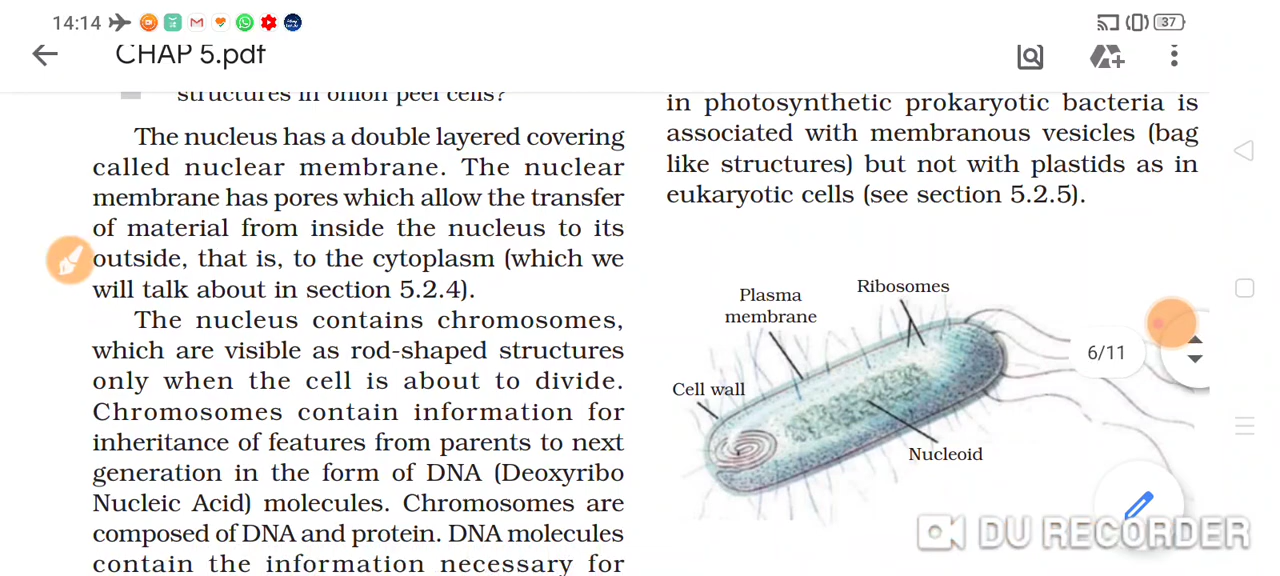 14:14
37
CHAP 5.pdf
structures in onion peel cells?
The nucleus has a double layered covering
called nuclear membrane. The nuclear
membrane has pores which allow the transfer
of material from inside the nucleus to its
outside, that is, to the cytoplasm (which we
will talk about in section 5.2.4).
The nucleus contains chromosomes,
which are visible as rod-shaped structures
only when the cell is about to divide.
Chromosomes contain information for
inheritance of features from parents to next
generation in the form of DNA (Deoxyribo
Nucleic Acid) molecules. Chromosomes are
composed of DNA and protein. DNA molecules
contain the information necessary for
in photosynthetic prokaryotic bacteria is
associated with membranous vesicles (bag
like structures) but not with plastids as in
eukaryotic cells (see section 5.2.5).
Ribosomes
Plasma
membrane
Cell wall
Nucleoid
6/11
DU RECORDER